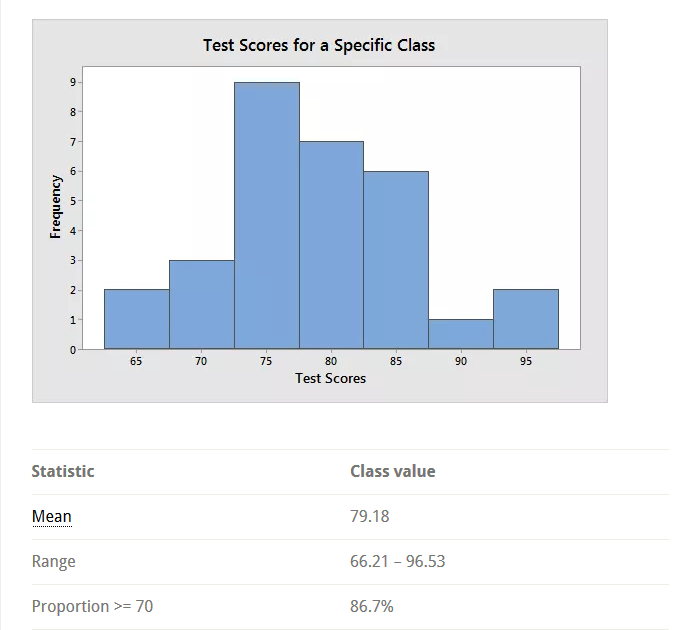 Test Scores for a Specific Class
9
8
7
6
5
4
3
2
1
0
Frequency
65 70 75 80 85 90 95
Test Scores
Statistic Class value
Mean 79.18
Range 66.21 – 96.53
Proportion >= 70 86.7%